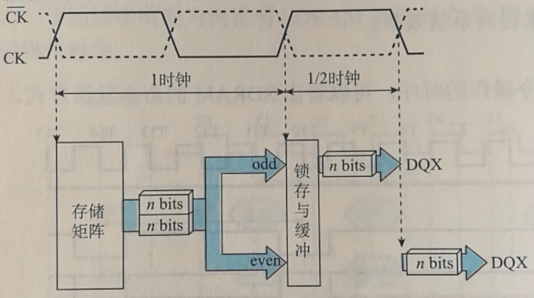 CK
CK
1时钟
1/2时钟
存储
矩阵
n bits
n bits
odd
even
锁
存
与
缓
冲
n bits
DQX
n bits
DQX